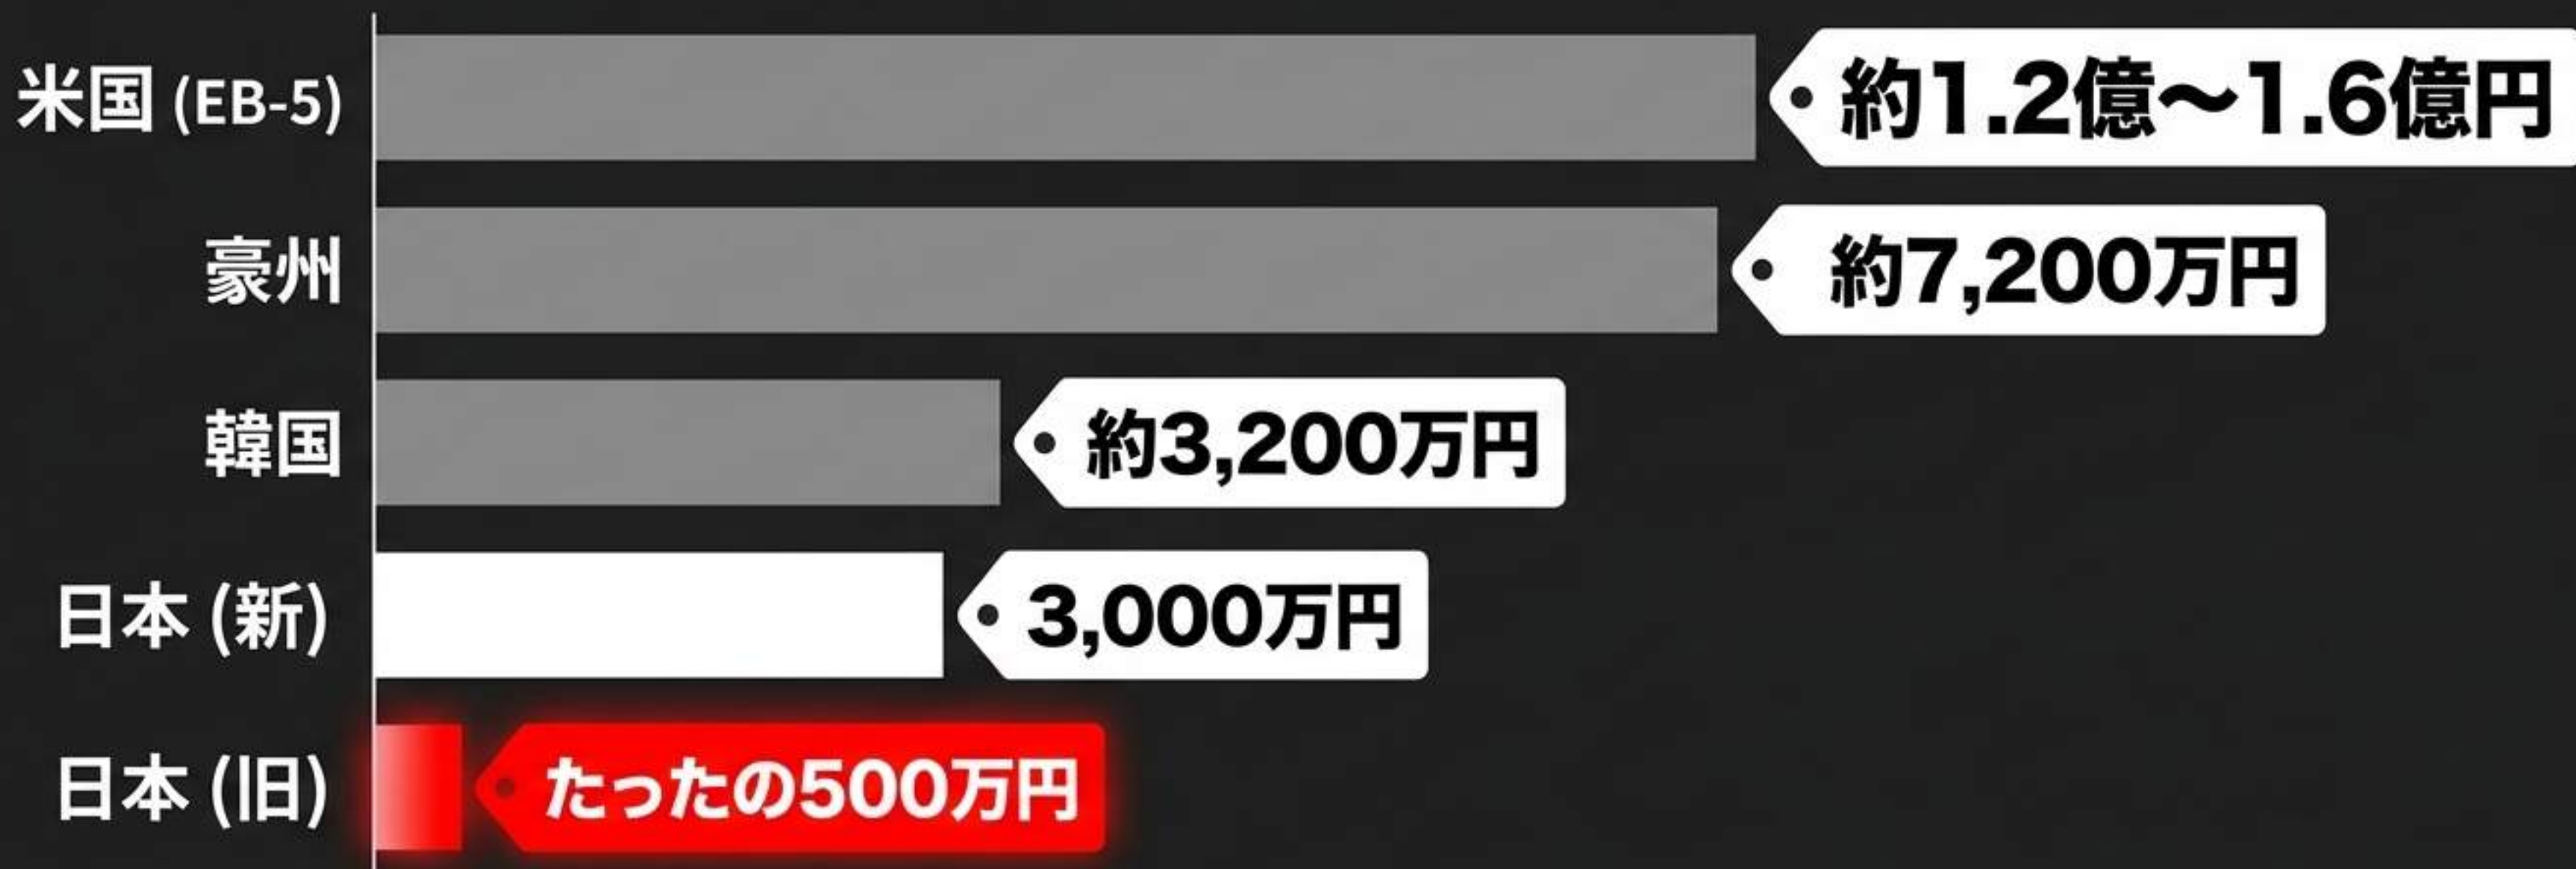 米国 (EB-5) 約1.2億～1.6億円
豪州 約7,200万円
韓国 約3,200万円
日本 (新) 3,000万円
日本 (旧) たったの500万円